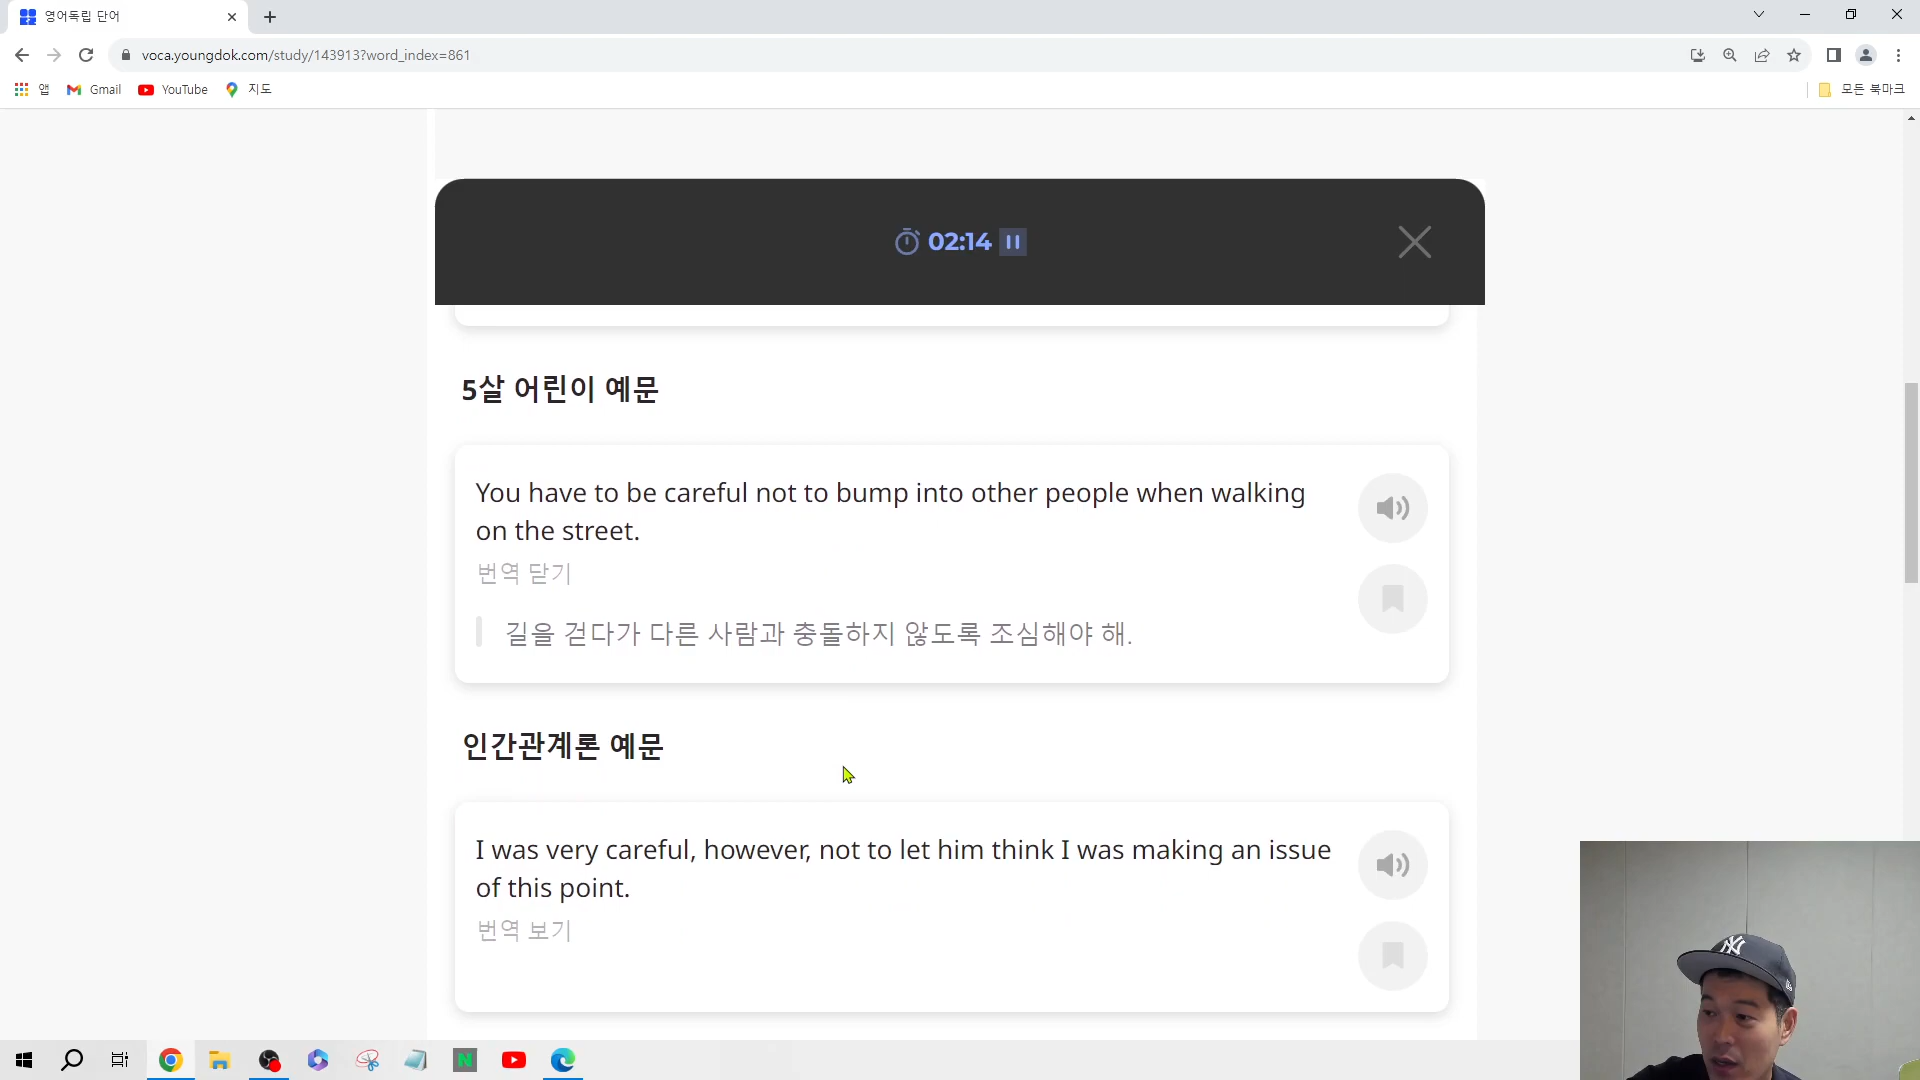 영어독립 단어
voca.youngdok.com/study/143913?word_index=861
앱
Gmail
YouTube
지도
모든 북마크
02:14
5살 어린이 예문
You have to be careful not to bump into other people when walking
on the street.
번역 닫기
길을 걷다가 다른 사람과 충돌하지 않도록 조심해야 해.
인간관계론 예문
I was very careful, however, not to let him think I was making an issue
of this point.
번역 보기
N
NY